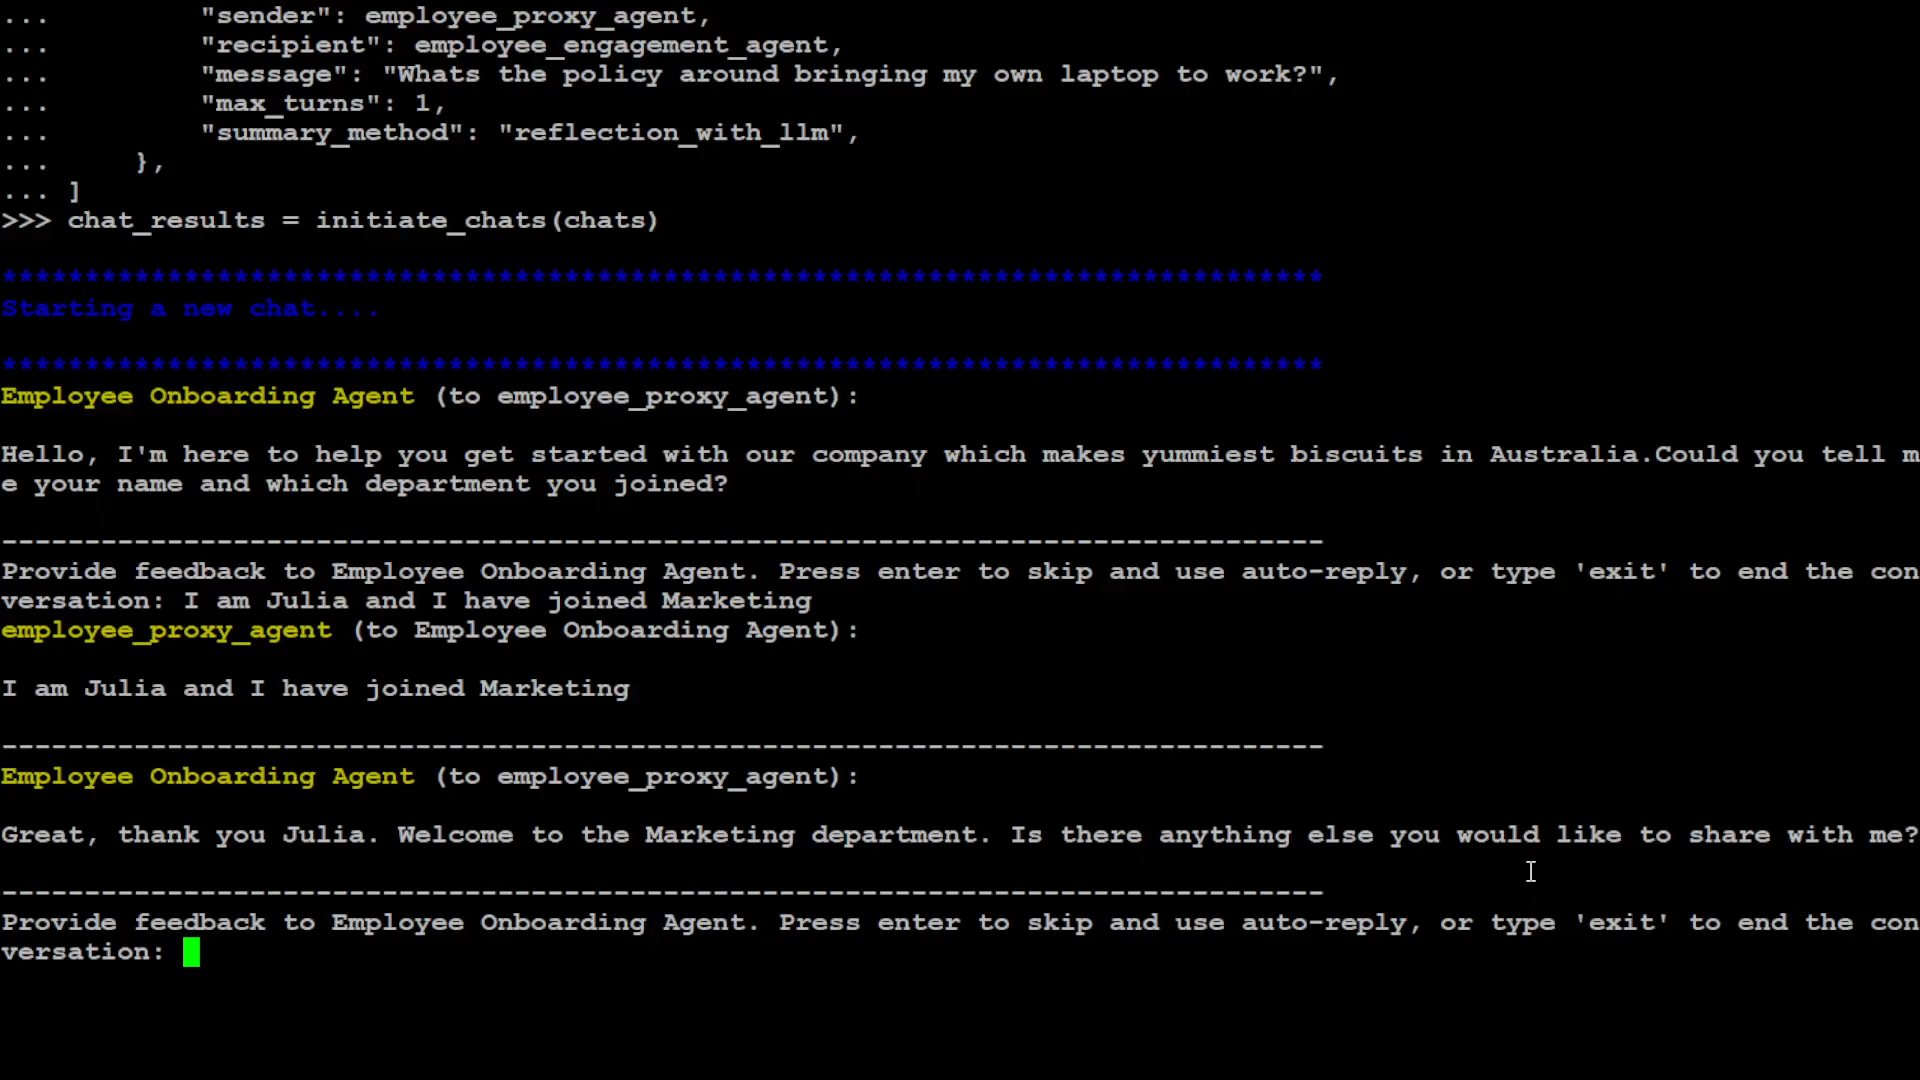 ...         "sender": employee_proxy_agent,
...         "recipient": employee_engagement_agent,
...         "message": "Whats the policy around bringing my own laptop to work?",
...         "max_turns": 1,
...         "summary_method": "reflection_with_llm",
...     },
... ]
>>> chat_results = initiate_chats(chats)
********************************************************************************
Starting a new chat....
********************************************************************************
Employee Onboarding Agent (to employee_proxy_agent):
Hello, I'm here to help you get started with our company which makes yummiest biscuits in Australia.Could you tell m
e your name and which department you joined?
--------------------------------------------------------------------------------
Provide feedback to Employee Onboarding Agent. Press enter to skip and use auto-reply, or type 'exit' to end the con
versation: I am Julia and I have joined Marketing
employee_proxy_agent (to Employee Onboarding Agent):
I am Julia and I have joined Marketing
--------------------------------------------------------------------------------
Employee Onboarding Agent (to employee_proxy_agent):
Great, thank you Julia. Welcome to the Marketing department. Is there anything else you would like to share with me?
--------------------------------------------------------------------------------
Provide feedback to Employee Onboarding Agent. Press enter to skip and use auto-reply, or type 'exit' to end the con
versation: